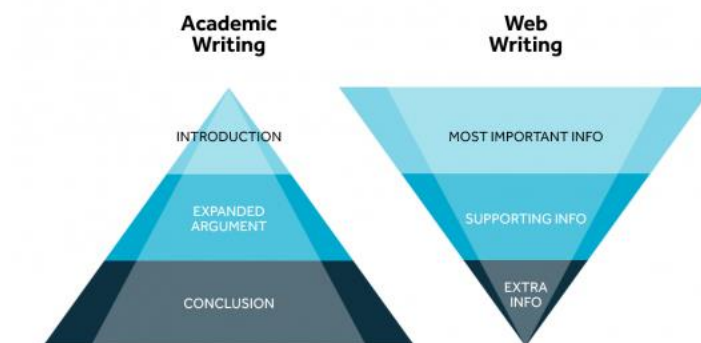 Academic
Writing
Web
Writing
INTRODUCTION
EXPANDED
ARGUMENT
CONCLUSION
MOST IMPORTANT INFO
SUPPORTING INFO
EXTRA
INFO